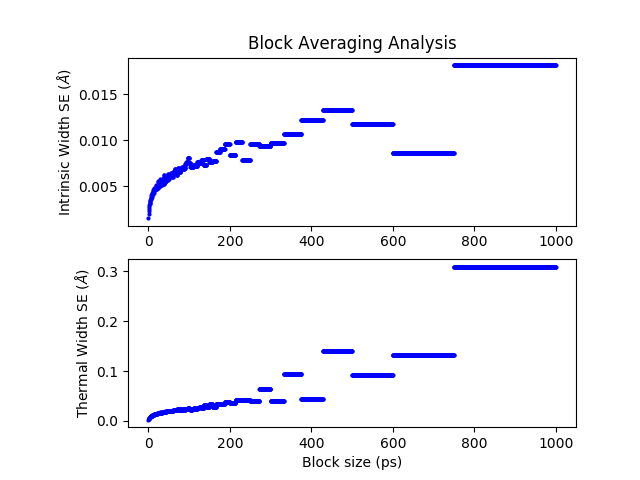 Block Averaging Analysis
Intrinsic Width SE (Å)
0.015
0.010
0.005
0 200 400 600 800 1000
Thermal Width SE (Å)
0.3
0.2
0.1
0.0
0 200 400 600 800 1000
Block size (ps)